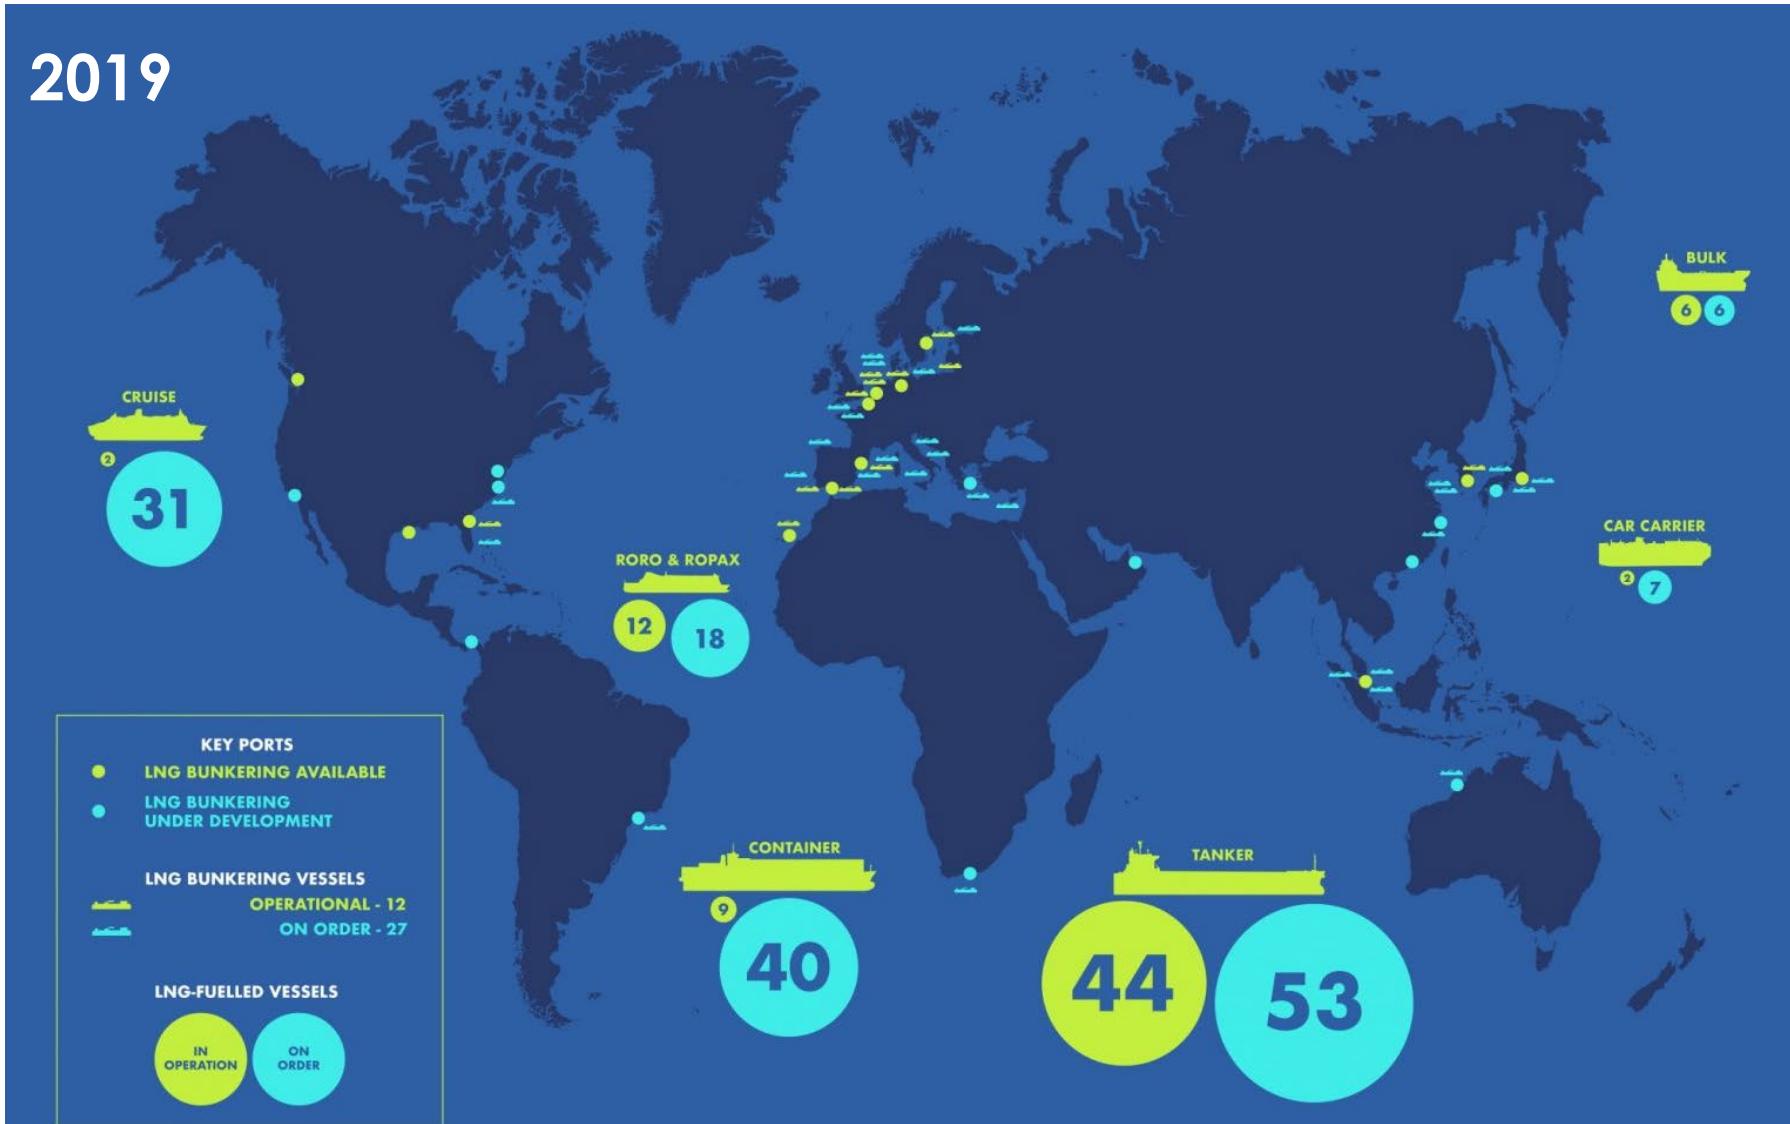 2019
BULK
6 6
CRUISE
2
31
CAR CARRIER
2 7
RORO & ROPAX
12 18
KEY PORTS
LNG BUNKERING AVAILABLE
LNG BUNKERING
UNDER DEVELOPMENT
LNG BUNKERING VESSELS
OPERATIONAL - 12
ON ORDER - 27
LNG-FUELLED VESSELS
IN
OPERATION
ON
ORDER
CONTAINER
9
40
TANKER
44 53